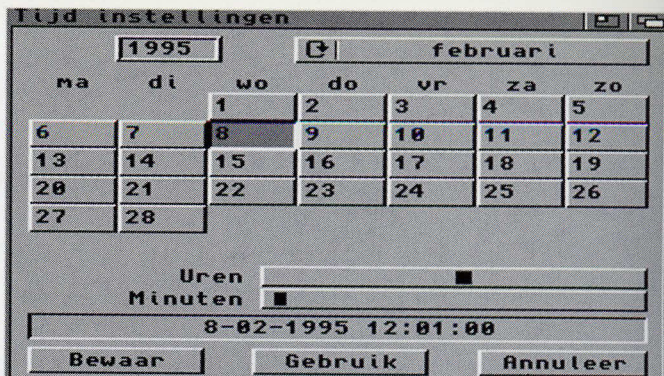 Tijd instellingen
1995 februari
ma di wo do vr za zo
1 2 3 4 5
6 7 8 9 10 11 12
13 14 15 16 17 18 19
20 21 22 23 24 25 26
27 28
Uren
Minuten
8-02-1995 12:01:00
Bewaar Gebruik Annuleer